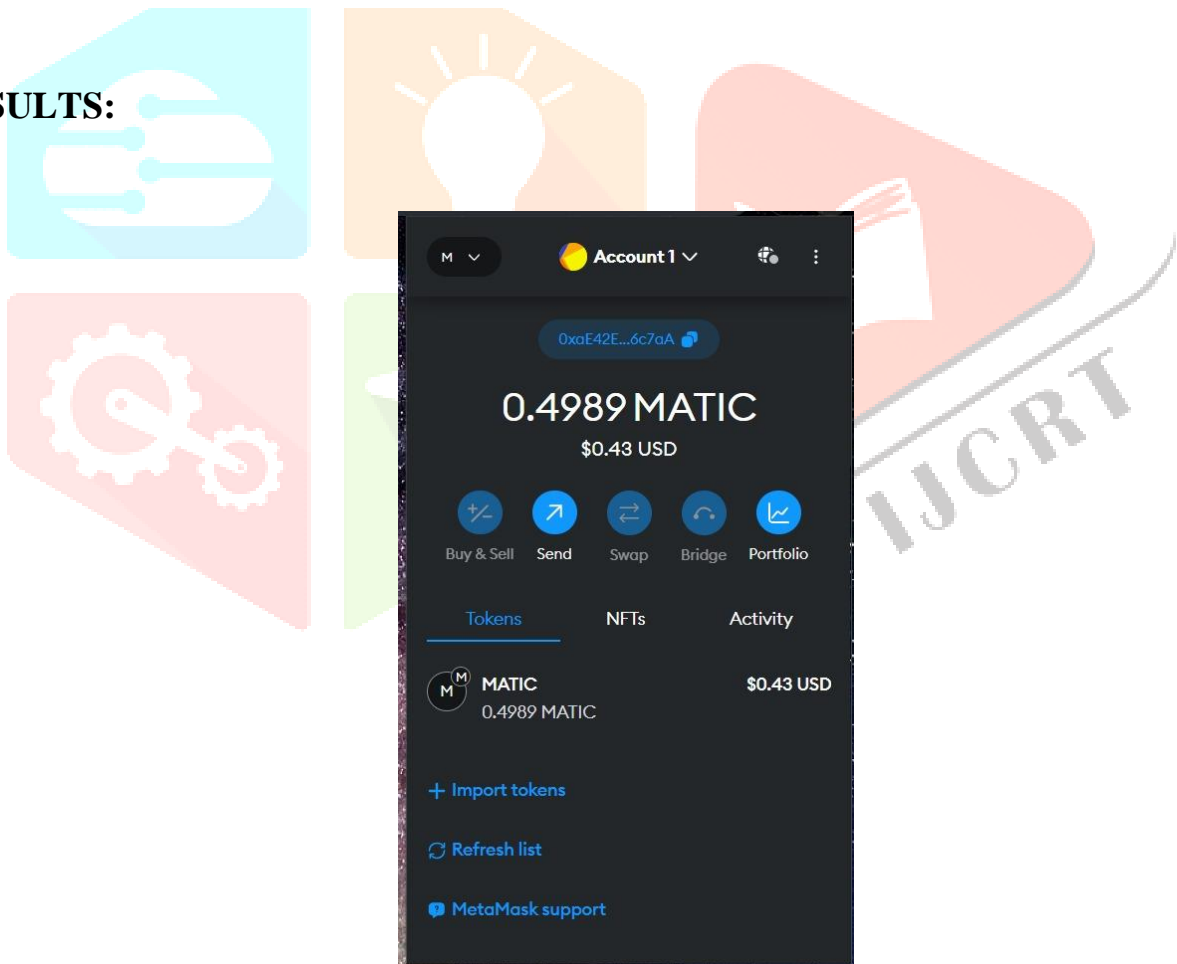 SULTS:
M
Account 1
0xaE42E...6c7aA
0.4989 MATIC
$0.43 USD
Buy & Sell Send Swap Bridge Portfolio
Tokens NFTs Activity
M M MATIC $0.43 USD
0.4989 MATIC
+ Import tokens
Refresh list
MetaMask support
IJCRT